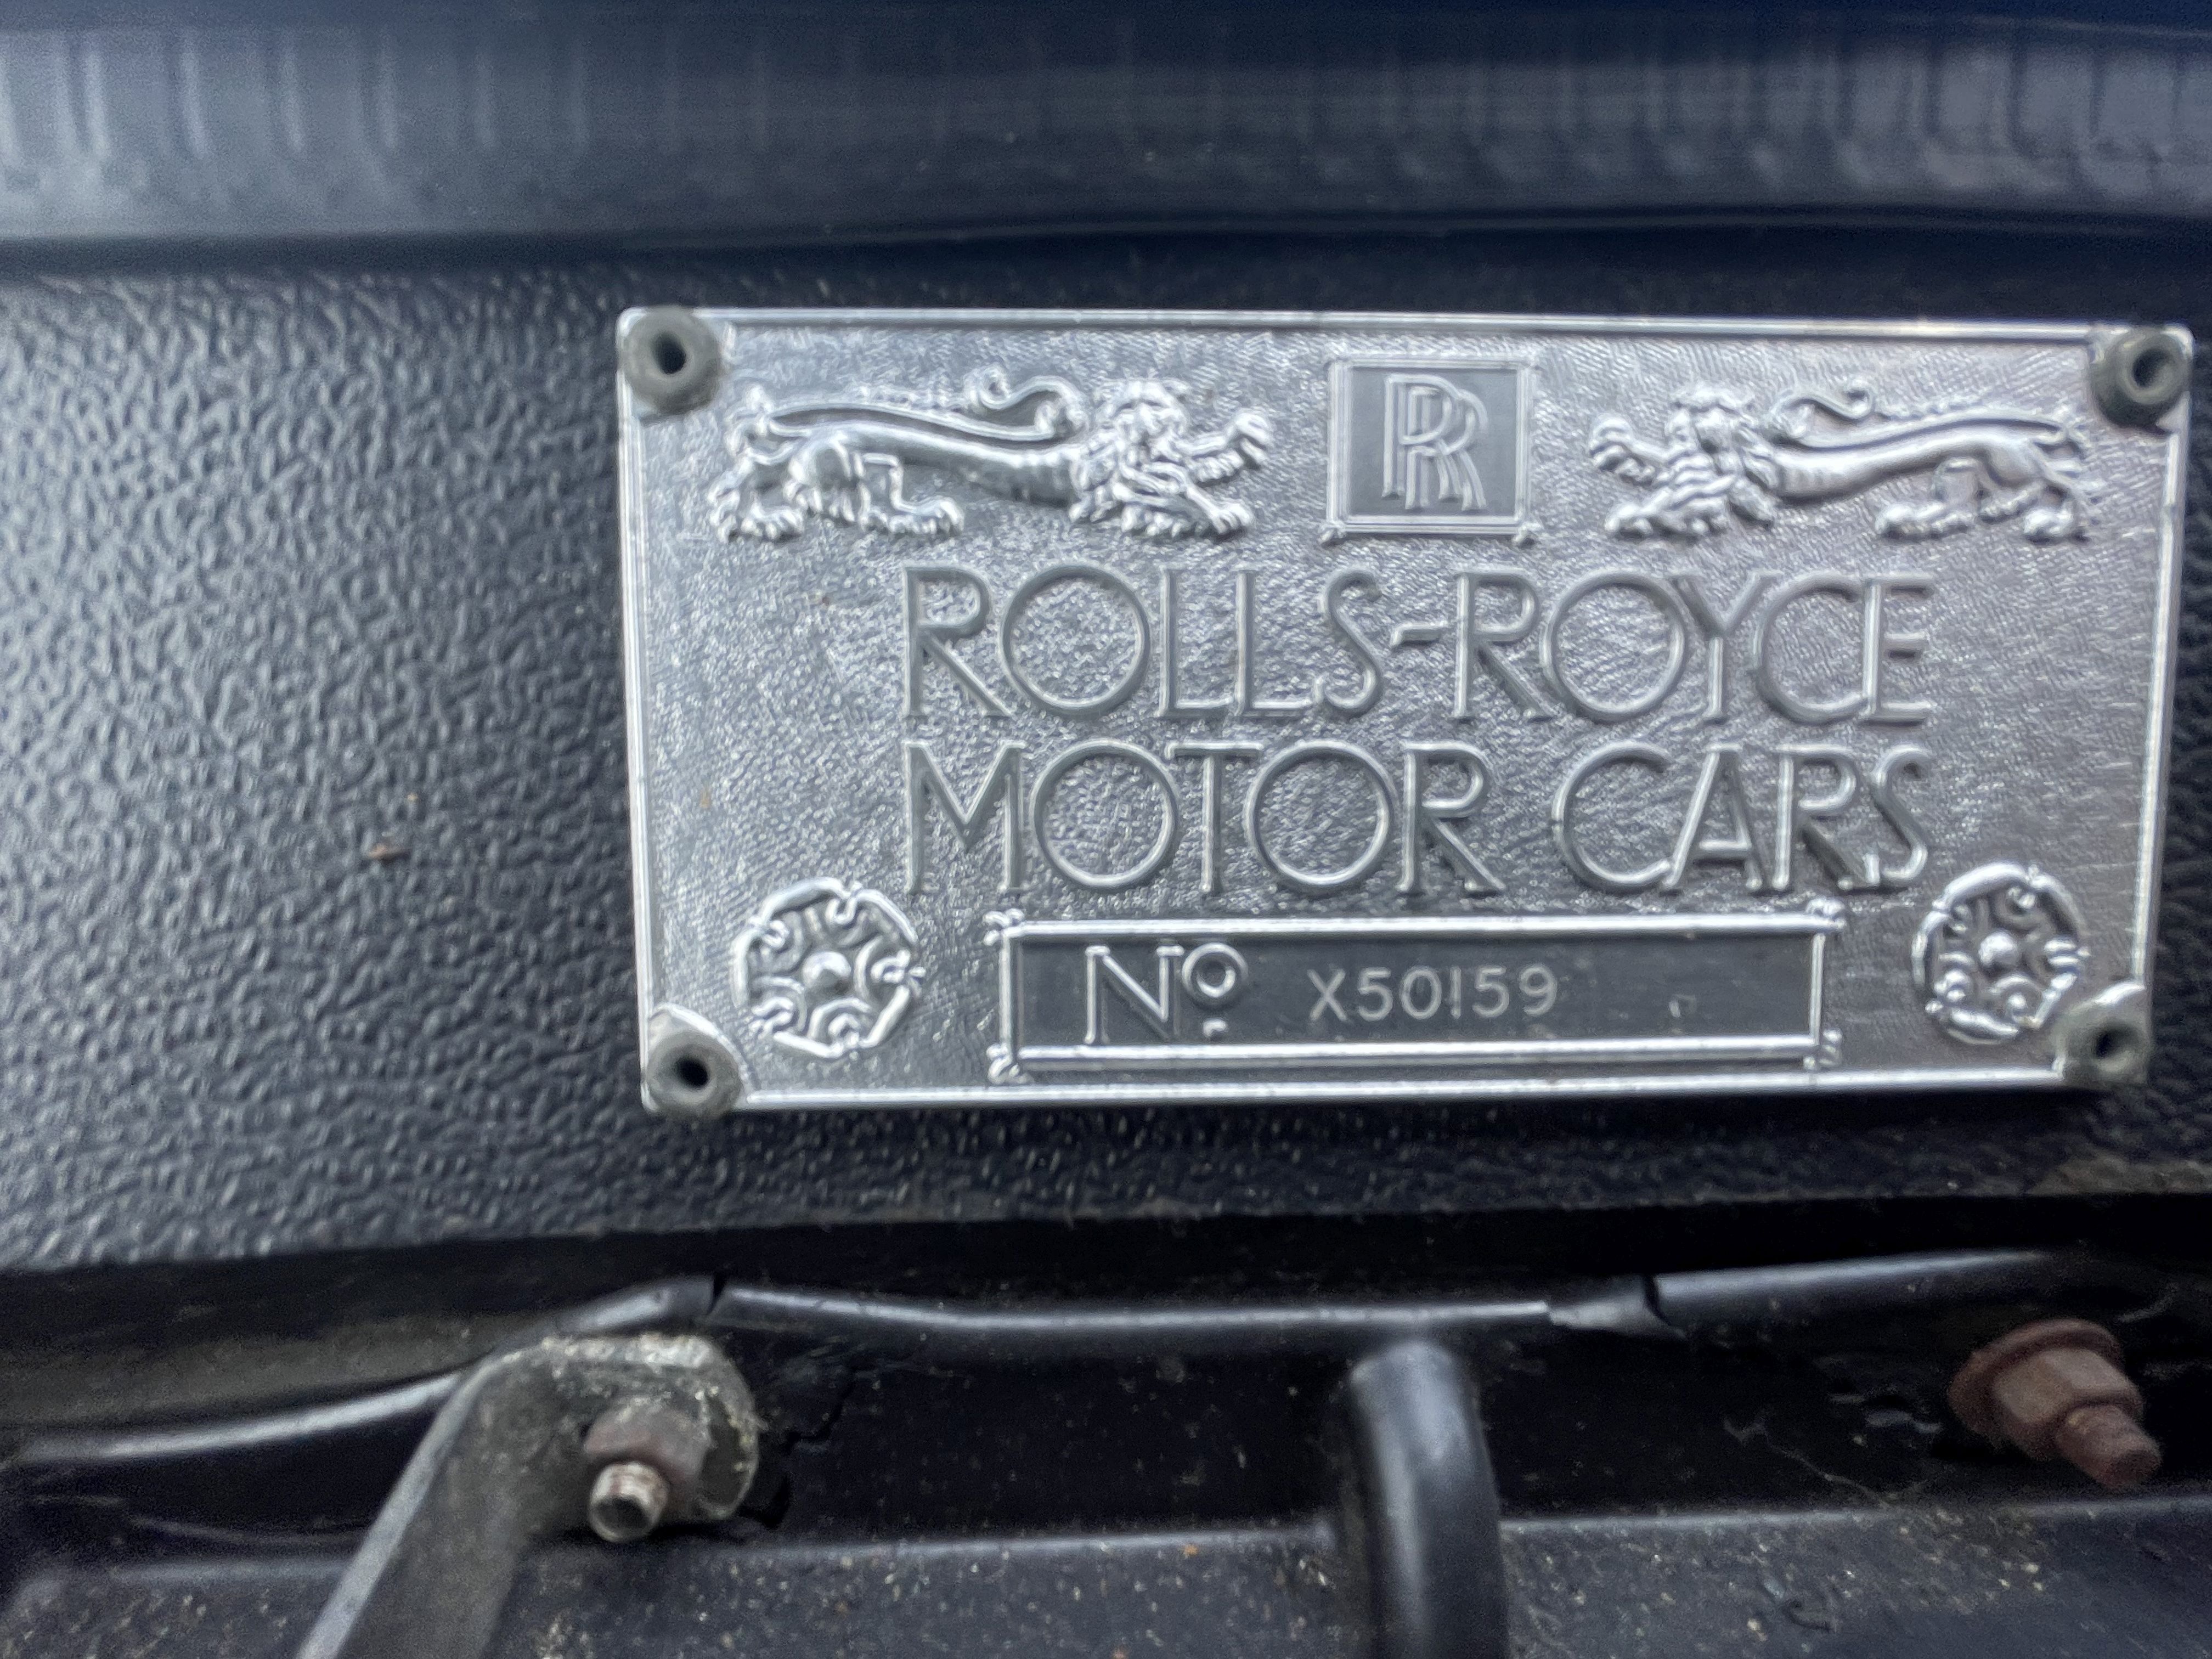 RR
ROLLS-ROYCE
MOTOR CARS
Nº. X50159